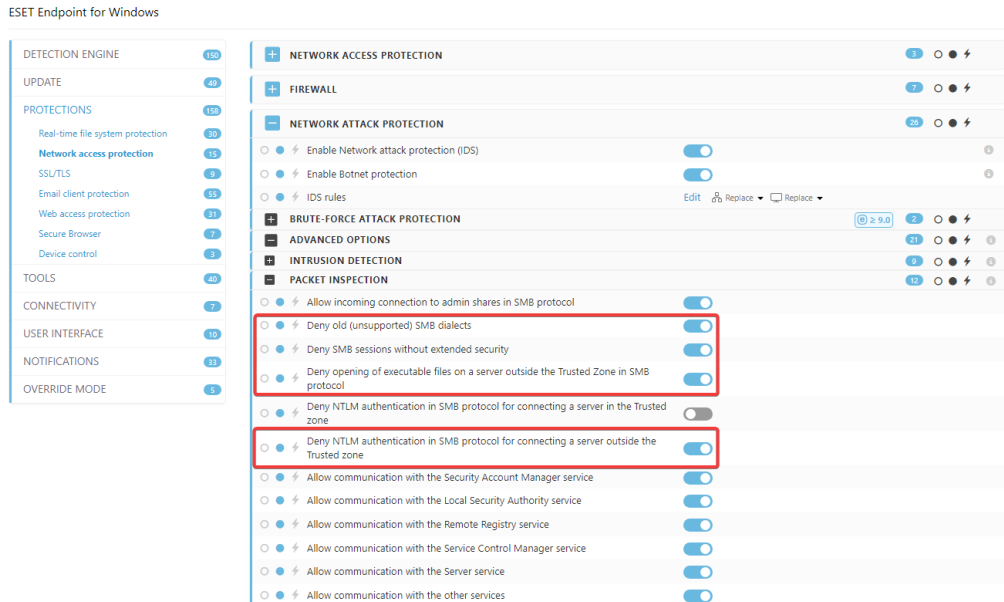 ESET Endpoint for Windows
DETECTION ENGINE 150
UPDATE 49
PROTECTIONS 158
Real-time file system protection 30
Network access protection 15
SSL/TLS 9
Email client protection 55
Web access protection 31
Secure Browser 7
Device control 3
TOOLS 40
CONNECTIVITY 7
USER INTERFACE 10
NOTIFICATIONS 33
OVERRIDE MODE 5
NETWORK ACCESS PROTECTION 3
FIREWALL 7
NETWORK ATTACK PROTECTION 26
Enable Network attack protection (IDS)
Enable Botnet protection
IDS rules Edit Replace Replace
BRUTE-FORCE ATTACK PROTECTION e ≥ 9.0 2
ADVANCED OPTIONS 21
INTRUSION DETECTION 9
PACKET INSPECTION 12
Allow incoming connection to admin shares in SMB protocol
Deny old (unsupported) SMB dialects
Deny SMB sessions without extended security
Deny opening of executable files on a server outside the Trusted Zone in SMB
protocol
Deny NTLM authentication in SMB protocol for connecting a server in the Trusted
zone
Deny NTLM authentication in SMB protocol for connecting a server outside the
Trusted zone
Allow communication with the Security Account Manager service
Allow communication with the Local Security Authority service
Allow communication with the Remote Registry service
Allow communication with the Service Control Manager service
Allow communication with the Server service
Allow communication with the other services